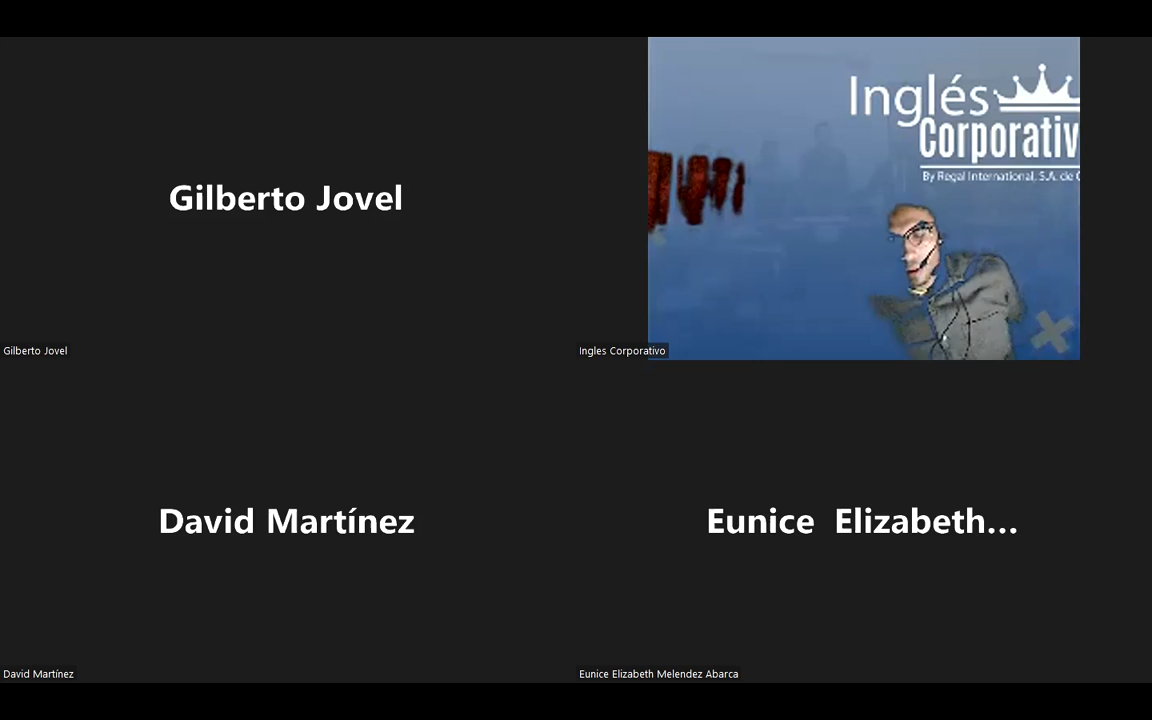 Gilberto Jovel
Gilberto Jovel
Inglés
Corporativ
By Regal International, S.A. de C
Ingles Corporativo
David Martínez
Eunice Elizabeth...
David Martínez
Eunice Elizabeth Melendez Abarca